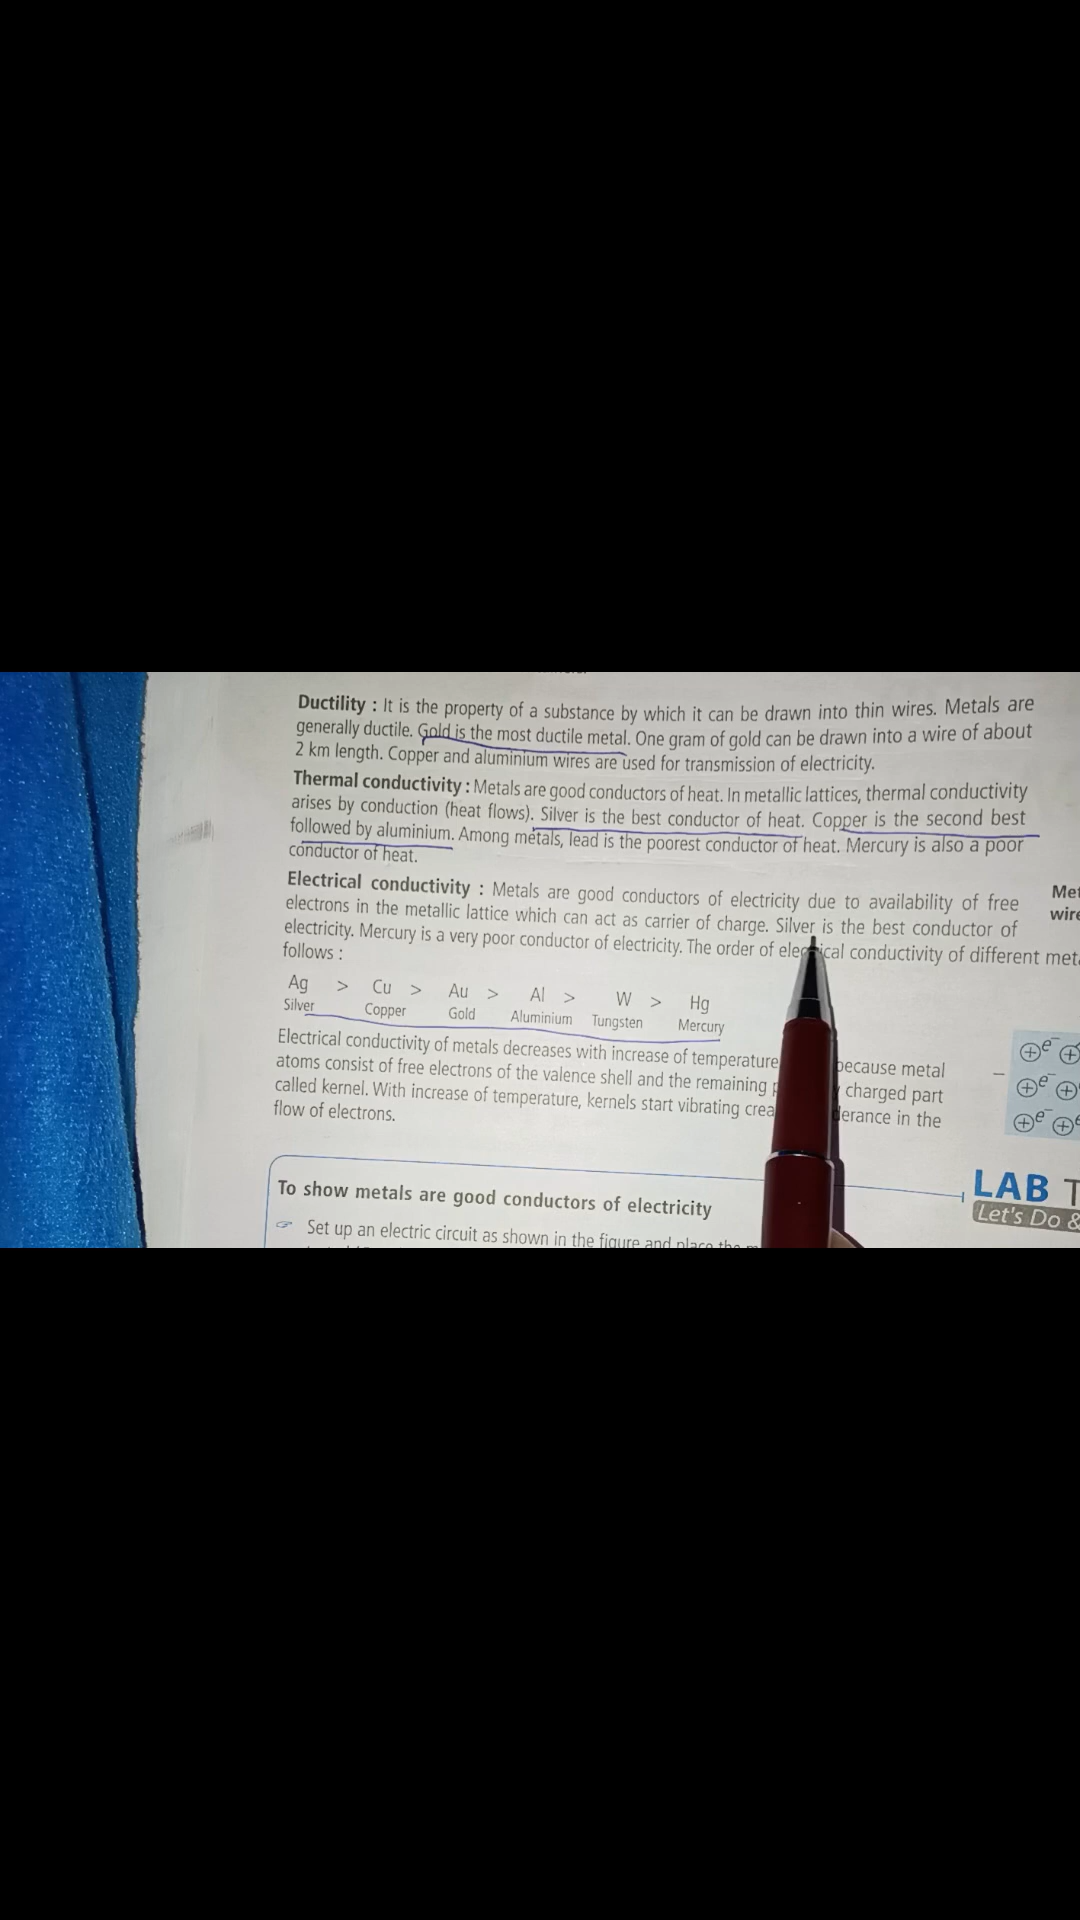 Ductility : It is the property of a substance by which it can be drawn into thin wires. Metals are
generally ductile. Gold is the most ductile metal. One gram of gold can be drawn into a wire of about
2 km length. Copper and aluminium wires are used for transmission of electricity.
Thermal conductivity : Metals are good conductors of heat. In metallic lattices, thermal conductivity
arises by conduction (heat flows). Silver is the best conductor of heat. Copper is the second best
followed by aluminium. Among metals, lead is the poorest conductor of heat. Mercury is also a poor
conductor of heat.
Electrical conductivity : Metals are good conductors of electricity due to availability of free
electrons in the metallic lattice which can act as carrier of charge. Silver is the best conductor of
electricity. Mercury is a very poor conductor of electricity. The order of electrical conductivity of different
follows :
Ag > Cu > Au > Al > W > Hg
Silver Copper Gold Aluminium Tungsten Mercury
Electrical conductivity of metals decreases with increase of temperature because metal
atoms consist of free electrons of the valence shell and the remaining charged part
called kernel. With increase of temperature, kernels start vibrating in the
flow of electrons.
e⁻
e⁻
e⁻
LAB
Let's Do &
To show metals are good conductors of electricity
Set up an electric circuit as shown in the figure and place the